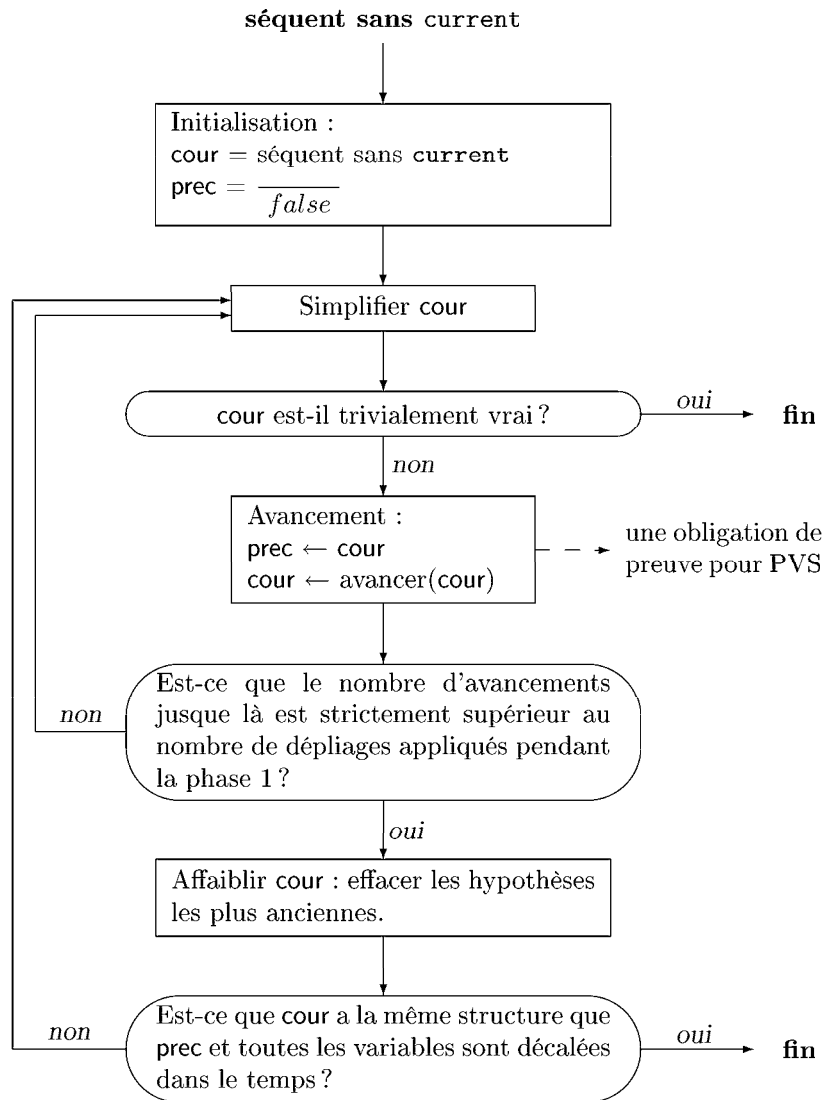 séquent sans current
Initialisation :
cour = séquent sans current
prec = false
Simplifier cour
cour est-il trivialement vrai ?
oui
fin
non
Avancement :
prec ← cour
cour ← avancer(cour)
une obligation de
preuve pour PVS
Est-ce que le nombre d'avancements
jusque là est strictement supérieur au
nombre de dépliages appliqués pendant
la phase 1 ?
non
oui
Affaiblir cour : effacer les hypothèses
les plus anciennes.
Est-ce que cour a la même structure que
prec et toutes les variables sont décalées
dans le temps ?
non
oui
fin